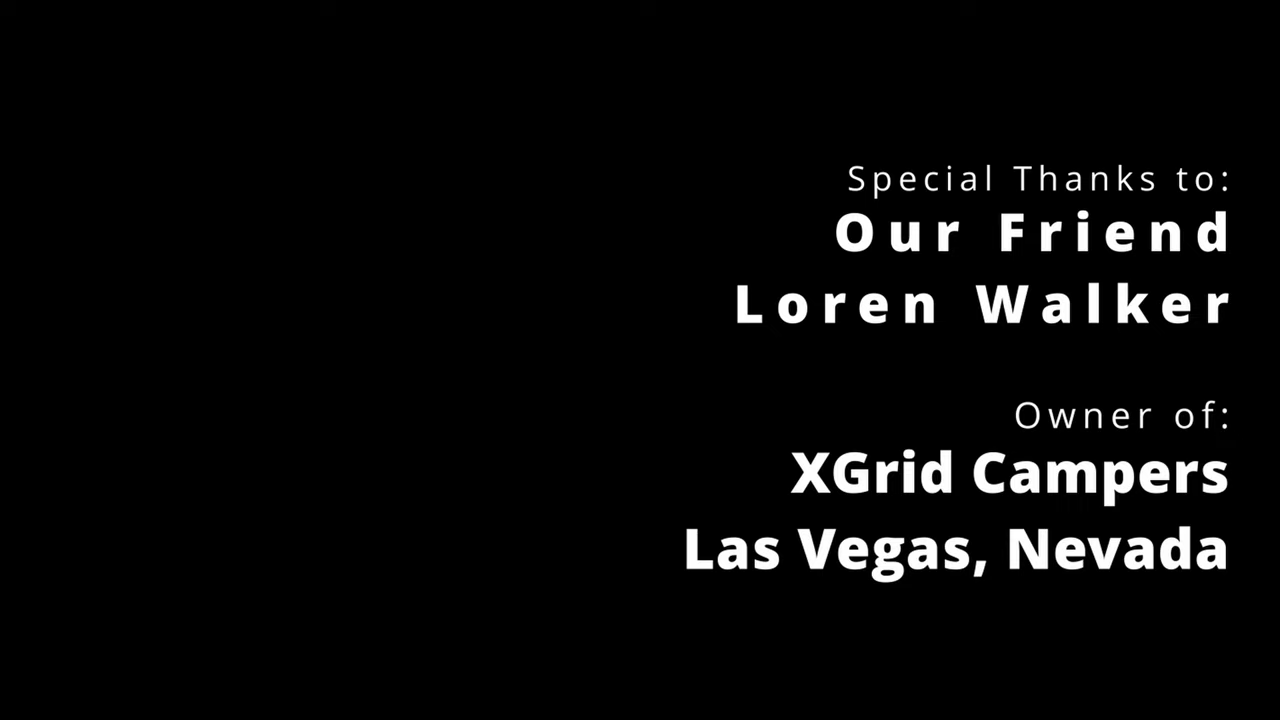 Special Thanks to:
Our Friend
Loren Walker
Owner of:
XGrid Campers
Las Vegas, Nevada